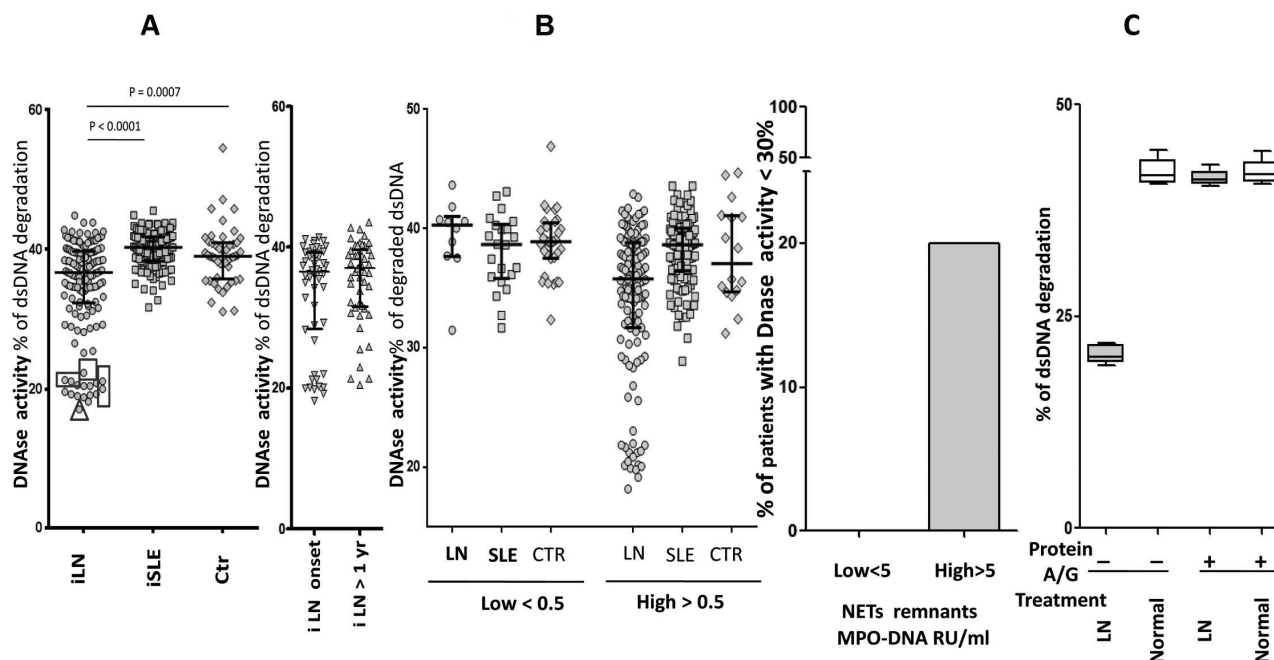 A
B
C
P = 0.0007
P < 0.0001
DNAse activity % of dsDNA degradation
60
40
20
0
iLN
iSLE
Ctr
DNAse activity % of dsDNA degradation
60
40
20
0
i LN onset
i LN > 1 yr
DNAse activity% of degraded dsDNA
50
40
30
20
LN
SLE
CTR
LN
SLE
CTR
Low < 0.5
High > 0.5
% of patients with Dnase activity < 30%
100
50
20
10
0
Low<5
High>5
NETs remnants
MPO-DNA RU/ml
% of dsDNA degradation
50
25
0
Protein
A/G
Treatment
− − + +
LN
Normal
LN
Normal